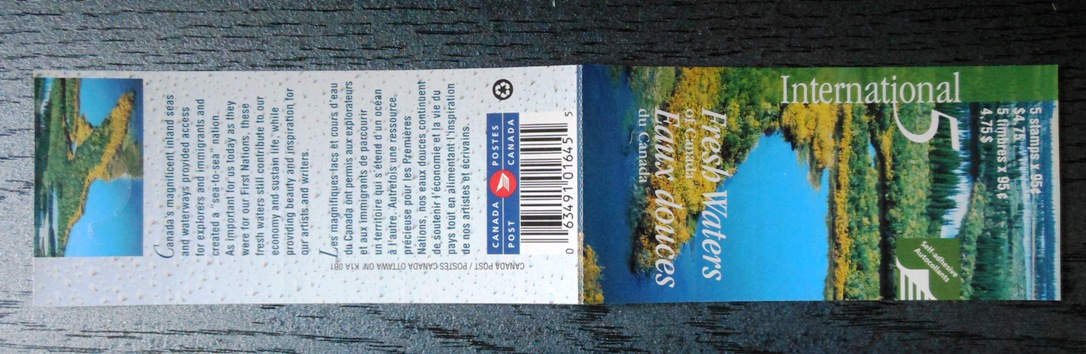 Canada's magnificent inland seas
and waterways provided access
for explorers and immigrants and
created a "sea-to-sea" nation.
As important for us today as they
were for our First Nations, these
fresh waters still contribute to our
economy and sustain life, while
providing beauty and inspiration for
our artists and writers.
Les magnifiques lacs et cours d'eau
du Canada ont permis aux explorateurs
et aux immigrants de parcourir
un territoire qui s'étend d'un océan
à l'autre. Autrefois une ressource
précieuse pour les Premières
Nations, nos eaux douces continuent
de soutenir l'économie et la vie du
pays tout en alimentant l'inspiration
de nos artistes et écrivains.
CANADA POST / POSTES CANADA OTTAWA ON K1A 0B1
CANADA POSTES
POST CANADA
0 63491 01645 5
International
5
5 stamps x 95¢
$4.75
5 timbres x 95¢
4,75 $
Fresh Waters
of Canada
Eaux douces
du Canada
Self-adhesive
Autocollants